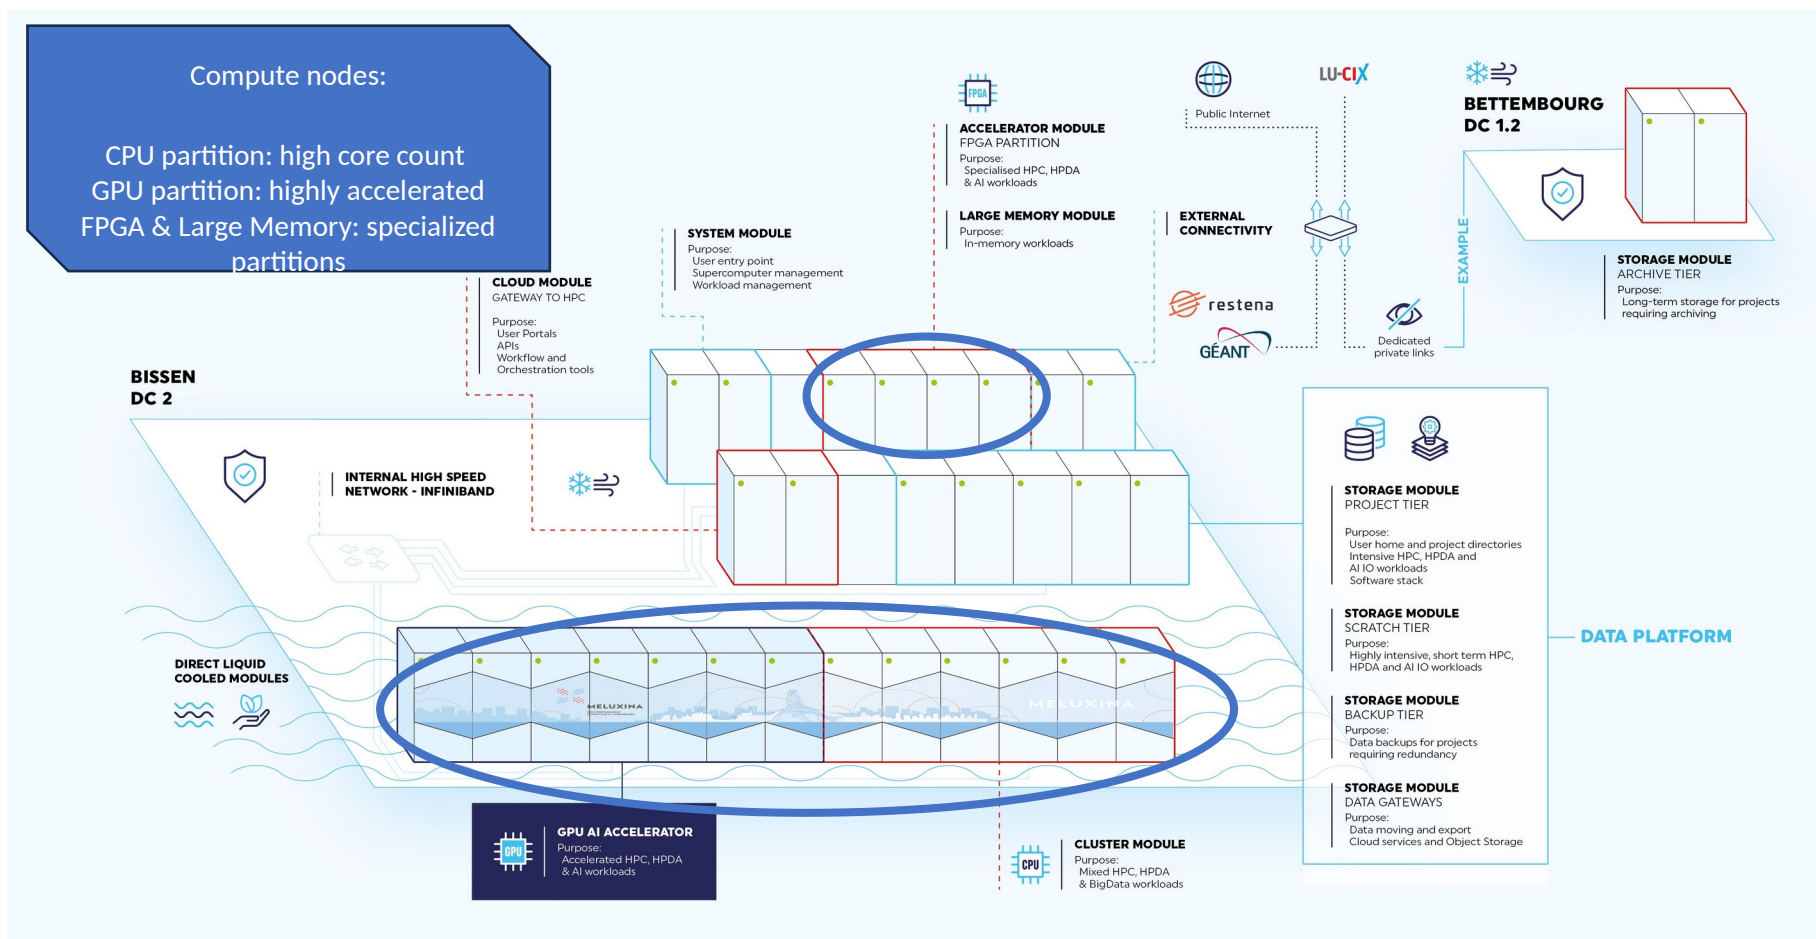 Compute nodes:
CPU partition: high core count
GPU partition: highly accelerated
FPGA & Large Memory: specialized
partitions
CLOUD MODULE
GATEWAY TO HPC
Purpose:
User Portals
APIs
Workflow and
Orchestration tools
SYSTEM MODULE
Purpose:
User entry point
Supercomputer management
Workload management
FPGA
ACCELERATOR MODULE
FPGA PARTITION
Purpose:
Specialised HPC, HPDA
& AI workloads
LARGE MEMORY MODULE
Purpose:
In-memory workloads
EXTERNAL
CONNECTIVITY
Public Internet
LU-CIX
restena
GÉANT
Dedicated
private links
EXAMPLE
BETTEMBOURG
DC 1.2
STORAGE MODULE
ARCHIVE TIER
Purpose:
Long-term storage for projects
requiring archiving
BISSEN
DC 2
INTERNAL HIGH SPEED
NETWORK - INFINIBAND
DIRECT LIQUID
COOLED MODULES
MELUXINA
MELUXINA
GPU
GPU AI ACCELERATOR
Purpose:
Accelerated HPC, HPDA
& AI workloads
CPU
CLUSTER MODULE
Purpose:
Mixed HPC, HPDA
& BigData workloads
STORAGE MODULE
PROJECT TIER
Purpose:
User home and project directories
Intensive HPC, HPDA and
AI IO workloads
Software stack
STORAGE MODULE
SCRATCH TIER
Purpose:
Highly intensive, short term HPC,
HPDA and AI IO workloads
STORAGE MODULE
BACKUP TIER
Purpose:
Data backups for projects
requiring redundancy
STORAGE MODULE
DATA GATEWAYS
Purpose:
Data moving and export
Cloud services and Object Storage
DATA PLATFORM